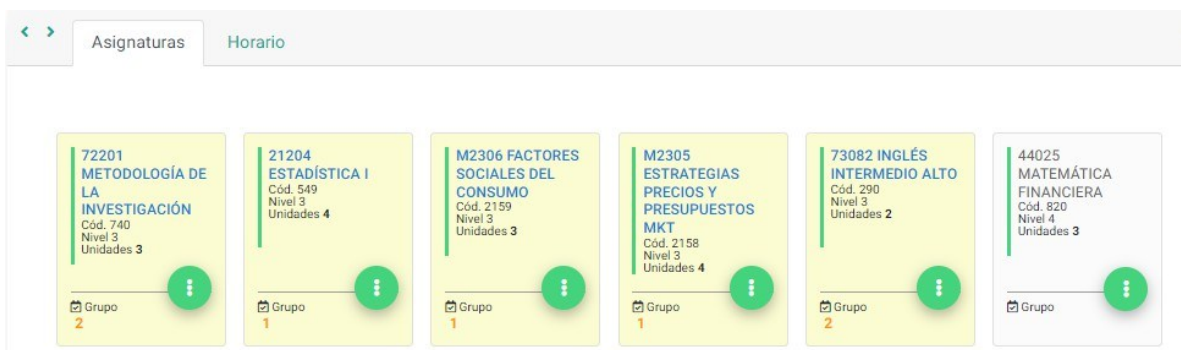 Asignaturas
Horario
72201
METODOLOGÍA DE
LA
INVESTIGACIÓN
Cód. 740
Nivel 3
Unidades 3
Grupo
2
21204
ESTADÍSTICA I
Cód. 549
Nivel 3
Unidades 4
Grupo
1
M2306 FACTORES
SOCIALES DEL
CONSUMO
Cód. 2159
Nivel 3
Unidades 3
Grupo
1
M2305
ESTRATEGIAS
PRECIOS Y
PRESUPUESTOS
MKT
Cód. 2158
Nivel 3
Unidades 4
Grupo
1
73082 INGLÉS
INTERMEDIO ALTO
Cód. 290
Nivel 3
Unidades 2
Grupo
2
44025
MATEMÁTICA
FINANCIERA
Cód. 820
Nivel 4
Unidades 3
Grupo